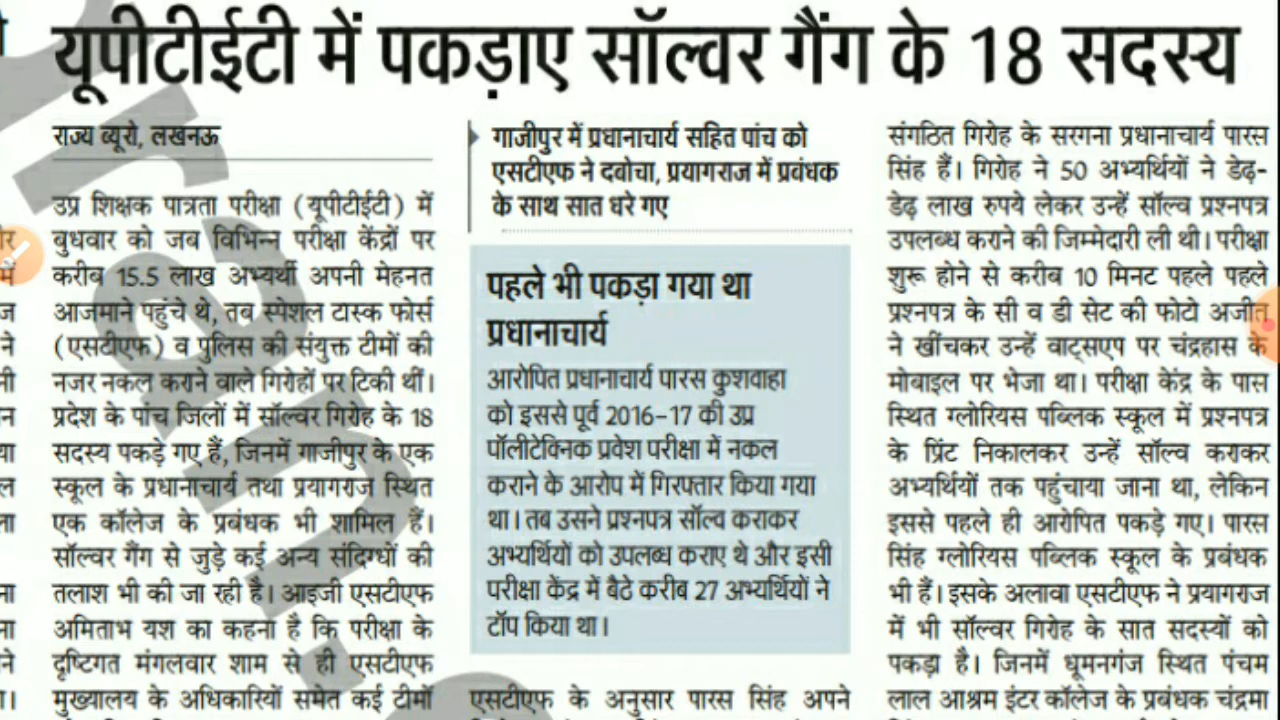 यूपीटीईटी में पकड़ाए सॉल्वर गैंग के 18 सदस्य
राज्य ब्यूरो, लखनऊ
उप्र शिक्षक पात्रता परीक्षा (यूपीटीईटी) में
बुधवार को जब विभिन्न परीक्षा केंद्रों पर
करीब 15.5 लाख अभ्यर्थी अपनी मेहनत
आजमाने पहुंचे थे, तब स्पेशल टास्क फोर्स
(एसटीएफ) व पुलिस की संयुक्त टीमों की
नजर नकल कराने वाले गिरोहों पर टिकी थीं।
प्रदेश के पांच जिलों में सॉल्वर गिरोह के 18
सदस्य पकड़े गए हैं, जिनमें गाजीपुर के एक
स्कूल के प्रधानाचार्य तथा प्रयागराज स्थित
एक कॉलेज के प्रबंधक भी शामिल हैं।
सॉल्वर गैंग से जुड़े कई अन्य संदिग्धों की
तलाश भी की जा रही है। आइजी एसटीएफ
अमिताभ यश का कहना है कि परीक्षा के
दृष्टिगत मंगलवार शाम से ही एसटीएफ
मुख्यालय के अधिकारियों समेत कई टीमों
गाजीपुर में प्रधानाचार्य सहित पांच को
एसटीएफ ने दबोचा, प्रयागराज में प्रबंधक
के साथ सात धरे गए
पहले भी पकड़ा गया था
प्रधानाचार्य
आरोपित प्रधानाचार्य पारस कुशवाहा
को इससे पूर्व 2016-17 की उप्र
पॉलीटेक्निक प्रवेश परीक्षा में नकल
कराने के आरोप में गिरफ्तार किया गया
था। तब उसने प्रश्नपत्र सॉल्व कराकर
अभ्यर्थियों को उपलब्ध कराए थे और इसी
परीक्षा केंद्र में बैठे करीब 27 अभ्यर्थियों ने
टॉप किया था।
एसटीएफ के अनुसार पारस सिंह अपने
संगठित गिरोह के सरगना प्रधानाचार्य पारस
सिंह हैं। गिरोह ने 50 अभ्यर्थियों ने डेढ़-
डेढ़ लाख रुपये लेकर उन्हें सॉल्व प्रश्नपत्र
उपलब्ध कराने की जिम्मेदारी ली थी। परीक्षा
शुरू होने से करीब 10 मिनट पहले पहले
प्रश्नपत्र के सी व डी सेट की फोटो अजीत
ने खींचकर उन्हें वाट्सएप पर चंद्रहास के
मोबाइल पर भेजा था। परीक्षा केंद्र के पास
स्थित ग्लोरियस पब्लिक स्कूल में प्रश्नपत्र
के प्रिंट निकालकर उन्हें सॉल्व कराकर
अभ्यर्थियों तक पहुंचाया जाना था, लेकिन
इससे पहले ही आरोपित पकड़े गए। पारस
सिंह ग्लोरियस पब्लिक स्कूल के प्रबंधक
भी हैं। इसके अलावा एसटीएफ ने प्रयागराज
में भी सॉल्वर गिरोह के सात सदस्यों को
पकड़ा है। जिनमें धूमनगंज स्थित पंचम
लाल आश्रम इंटर कॉलेज के प्रबंधक चंद्रमा